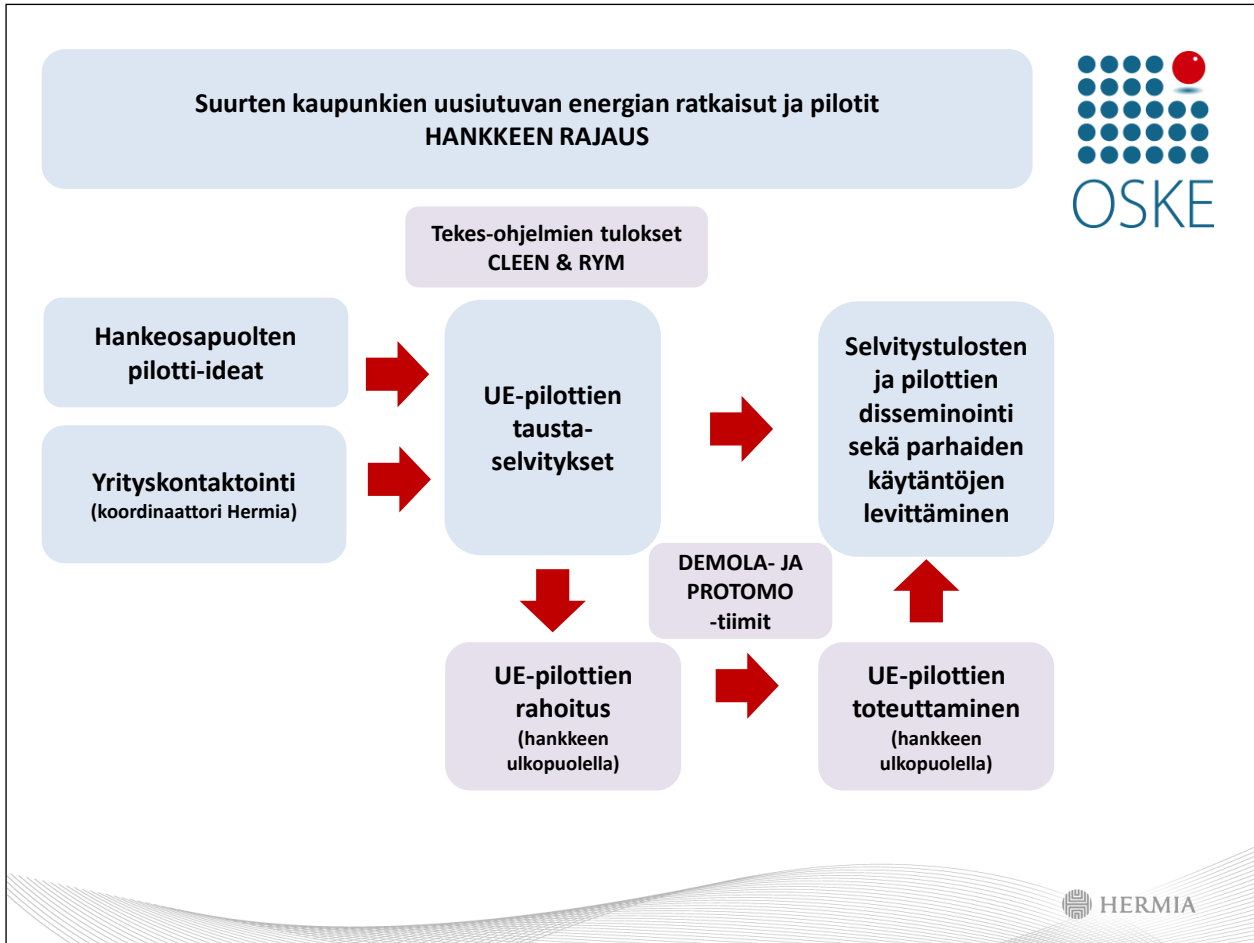 Suurten kaupunkien uusiutuvan energian ratkaisut ja pilotit
HANKKEEN RAJAUS
OSKE
Tekes-ohjelmien tulokset
CLEEN & RYM
Hankeosapuolten
pilotti-ideat
Yrityskontaktointi
(koordinaattori Hermia)
UE-pilottien
tausta-
selvitykset
Selvitystulosten
ja pilottien
disseminointi
sekä parhaiden
käytäntöjen
levittäminen
DEMOLA- JA
PROTOMO
-tiimit
UE-pilottien
rahoitus
(hankkeen
ulkopuolella)
UE-pilottien
toteuttaminen
(hankkeen
ulkopuolella)
HERMIA